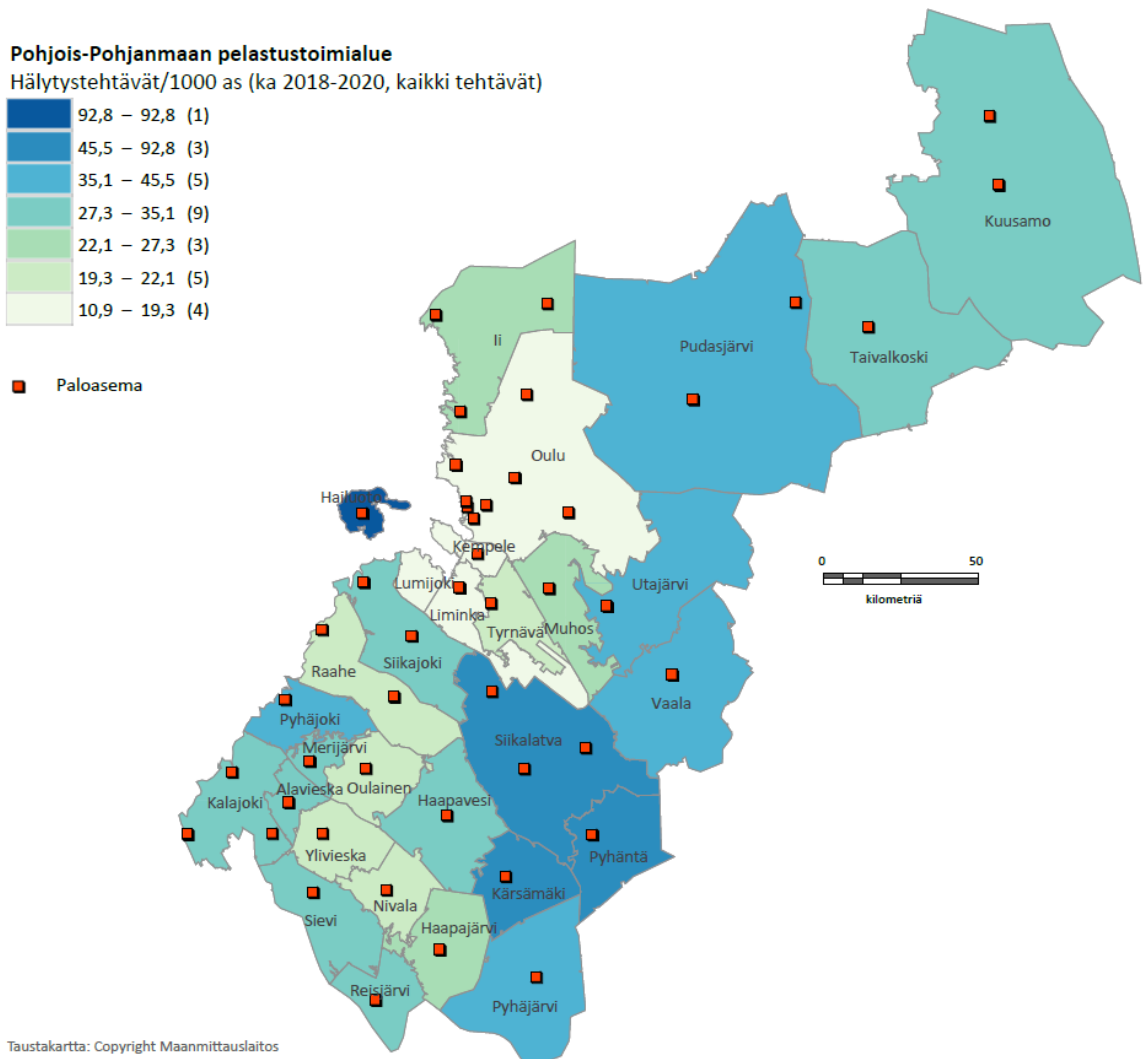 Pohjois-Pohjanmaan pelastustoimialue
Hälytystehtävät/1000 as (ka 2018-2020, kaikki tehtävät)
92,8 – 92,8 (1)
45,5 – 92,8 (3)
35,1 – 45,5 (5)
27,3 – 35,1 (9)
22,1 – 27,3 (3)
19,3 – 22,1 (5)
10,9 – 19,3 (4)
Paloasema
Kuusamo
Ii
Pudasjärvi
Taivalkoski
Oulu
Hailuoto
Kempele
0 50
kilometriä
Lumijoki
Utajärvi
Liminka
Tyrnävä
Muhos
Siikajoki
Raahe
Vaala
Pyhäjoki
Siikalatva
Merijärvi
Alavieska
Oulainen
Haapavesi
Kalajoki
Ylivieska
Pyhäntä
Kärsämäki
Nivala
Sievi
Haapajärvi
Reisjärvi
Pyhäjärvi
Taustakartta: Copyright Maanmittauslaitos